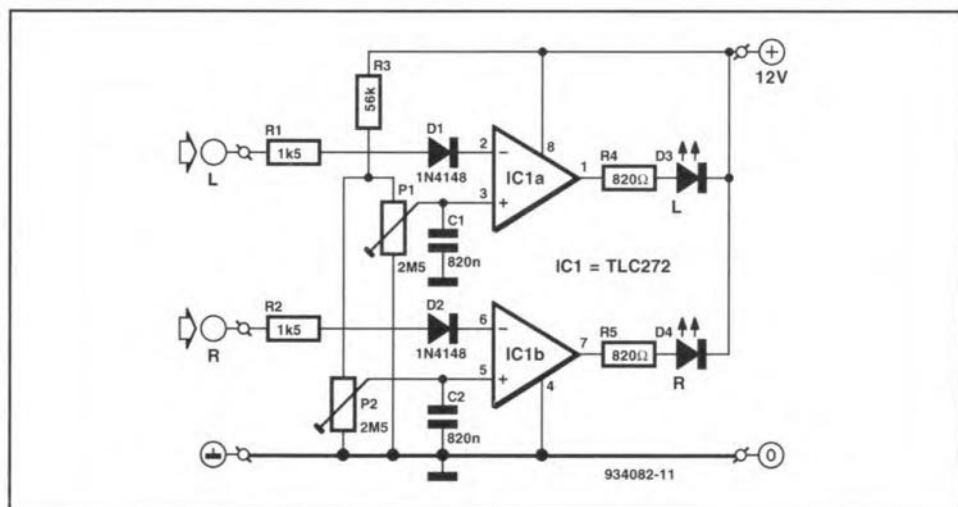 R3
56k
12V
R1
1k5
L
D1
1N4148
2
−
8
IC1a
1
R4
820Ω
D3
L
3
+
P1
2M5
C1
820n
IC1 = TLC272
R2
1k5
R
D2
1N4148
6
−
IC1b
7
R5
820Ω
D4
R
5
+
4
P2
2M5
C2
820n
0
934082-11